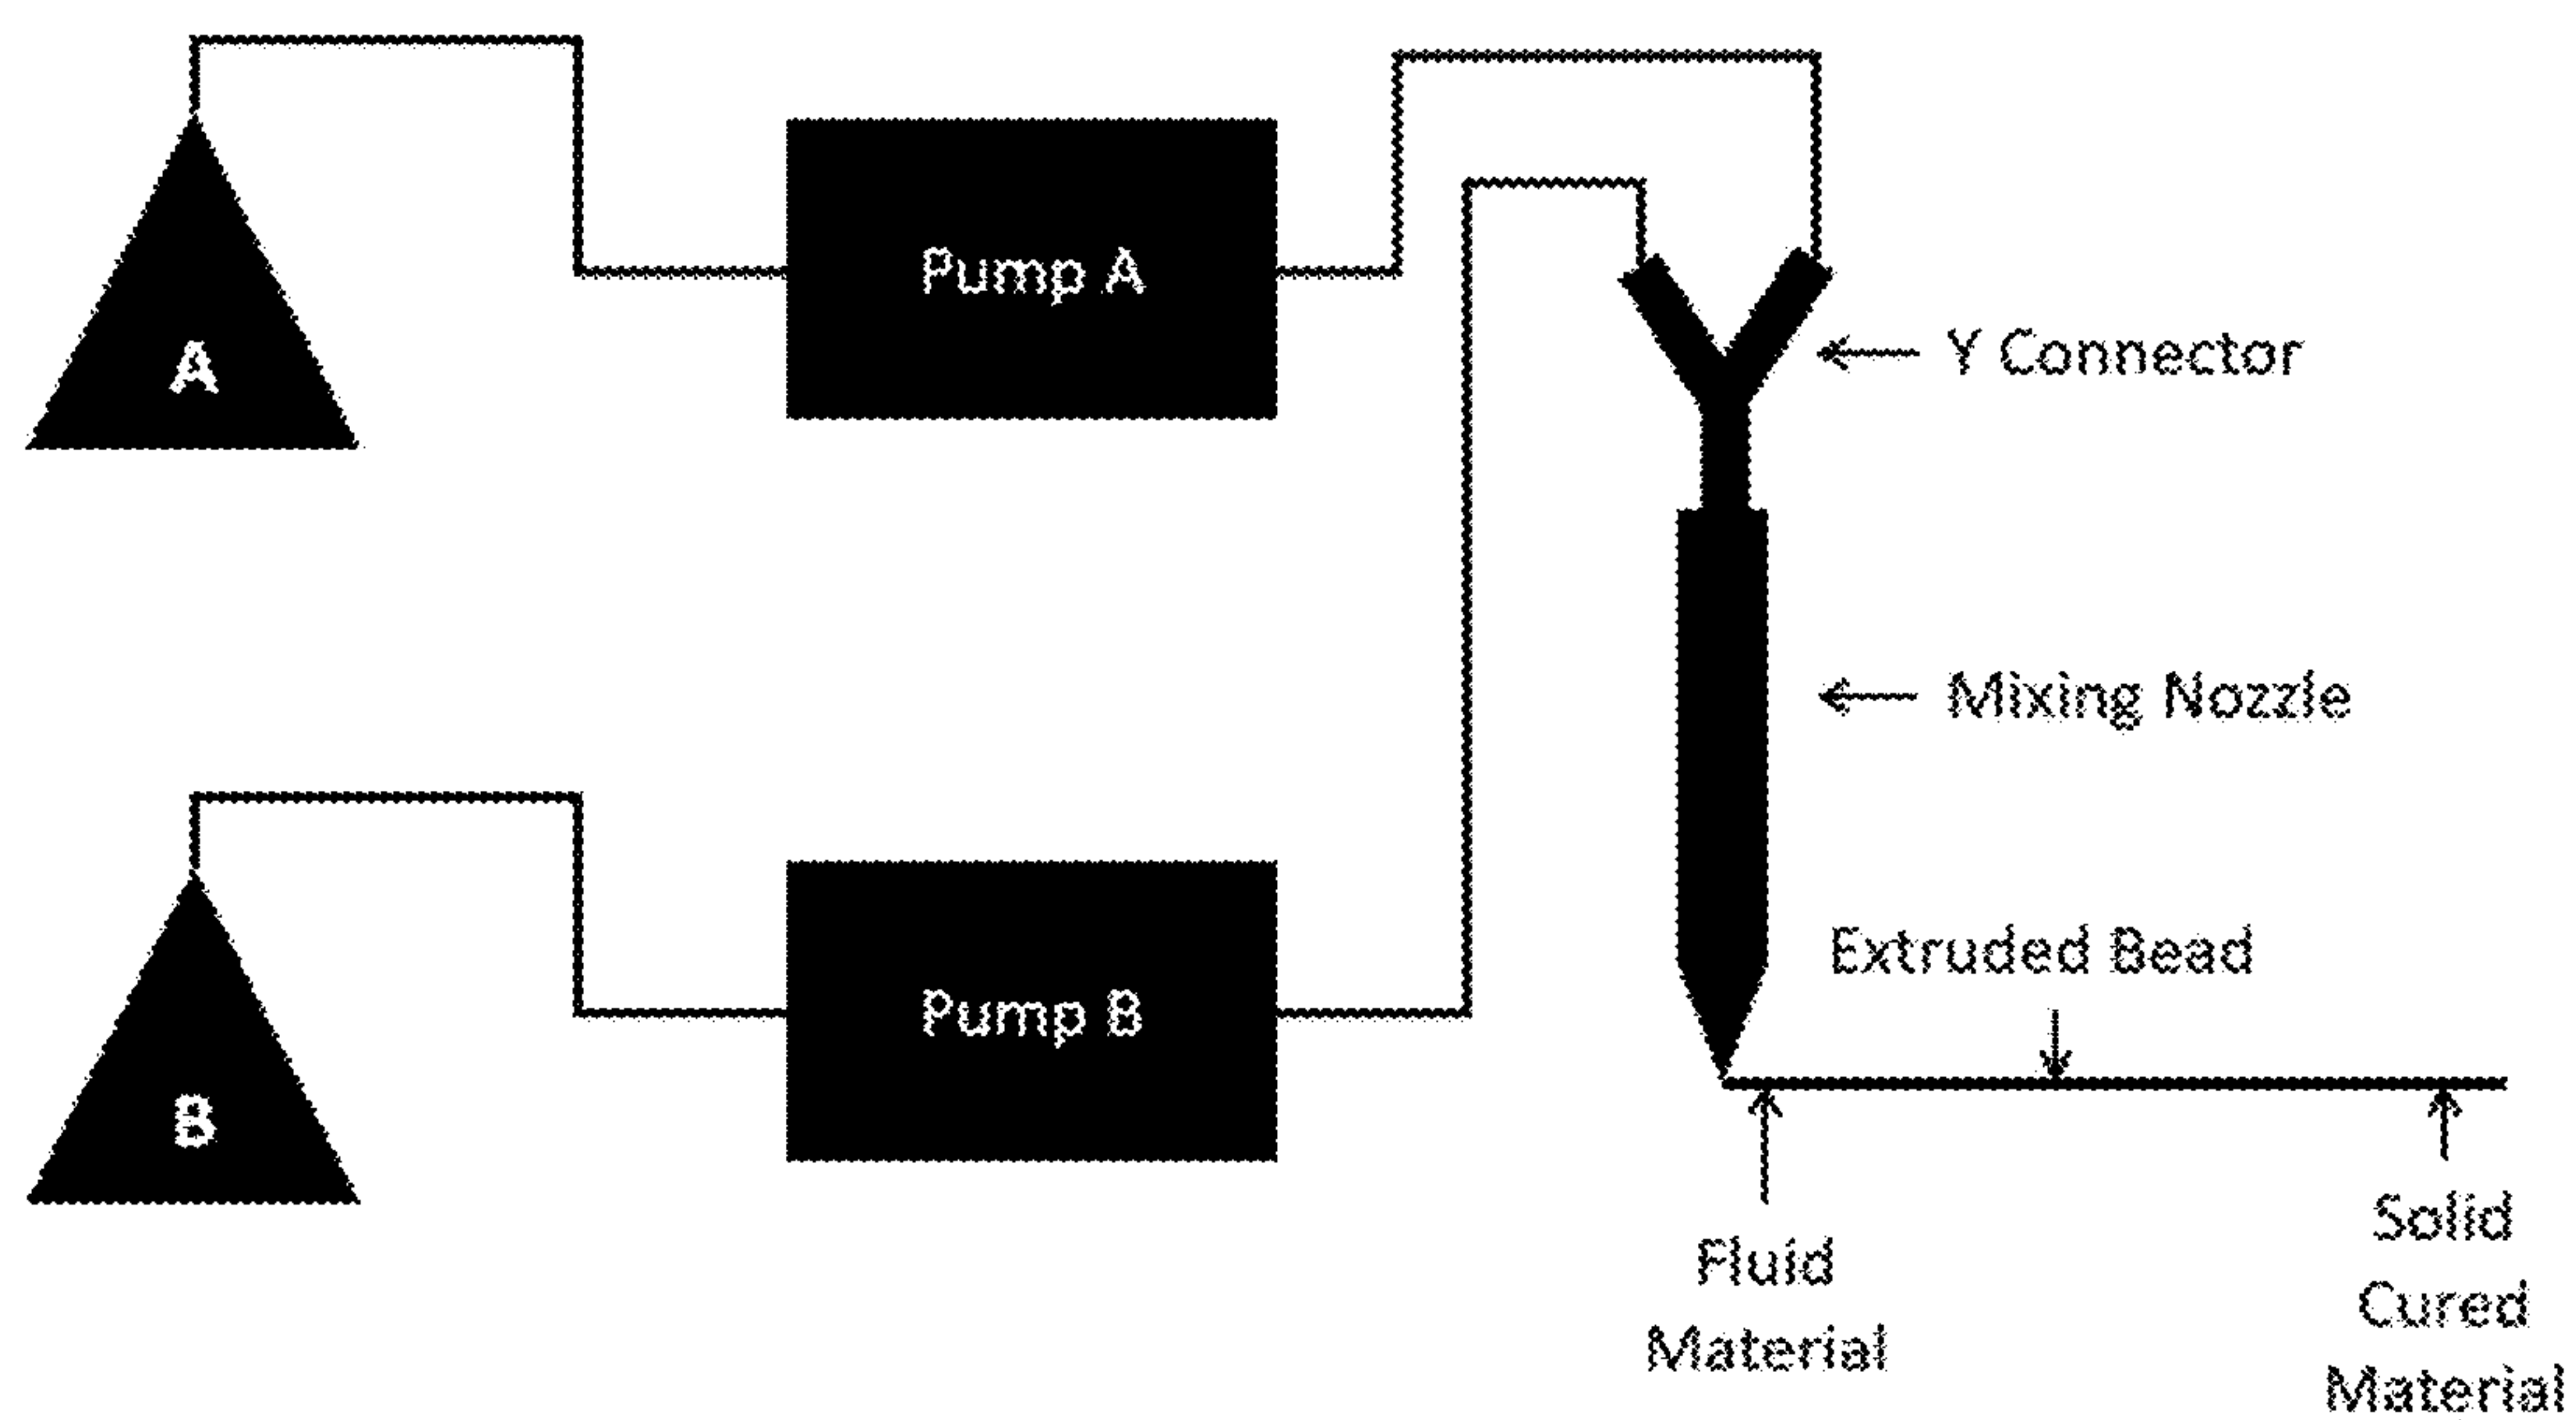 A
Pump A
Y Connector
Mixing Nozzle
Extruded Bead
B
Pump B
Fluid
Material
Solid
Cured
Material